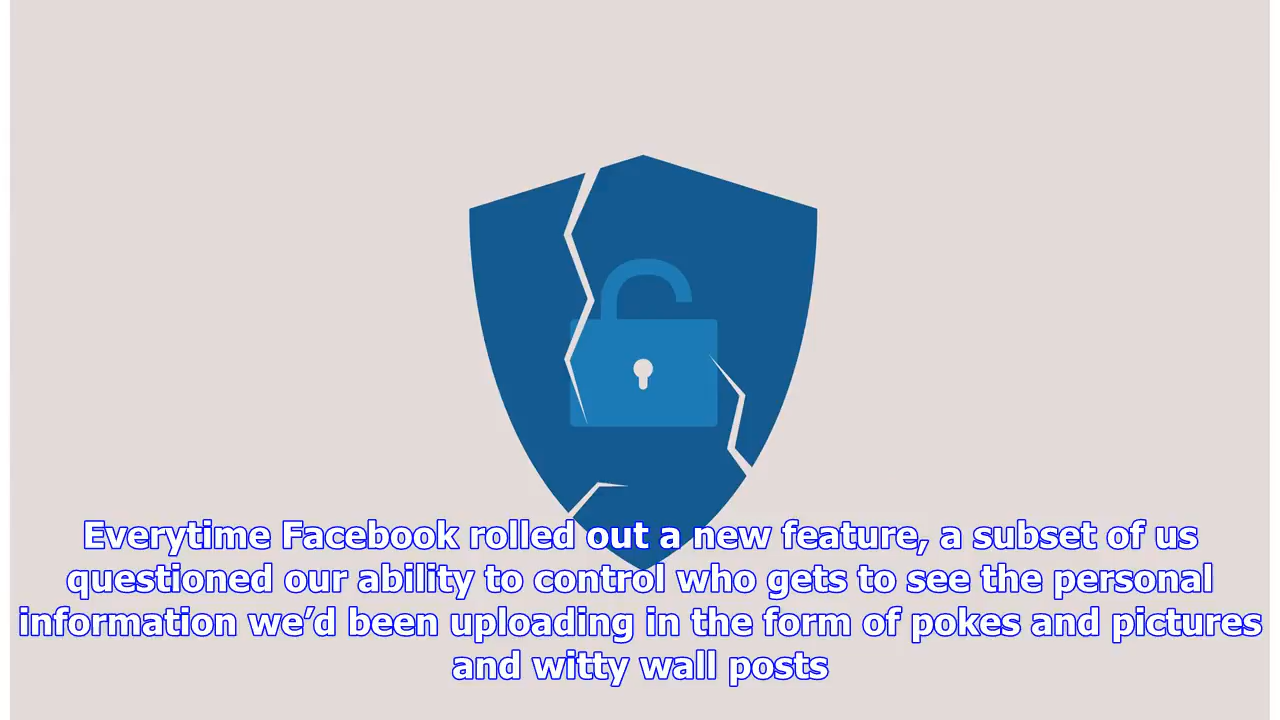 Everytime Facebook rolled out a new feature, a subset of us
questioned our ability to control who gets to see the personal
information we’d been uploading in the form of pokes and pictures
and witty wall posts